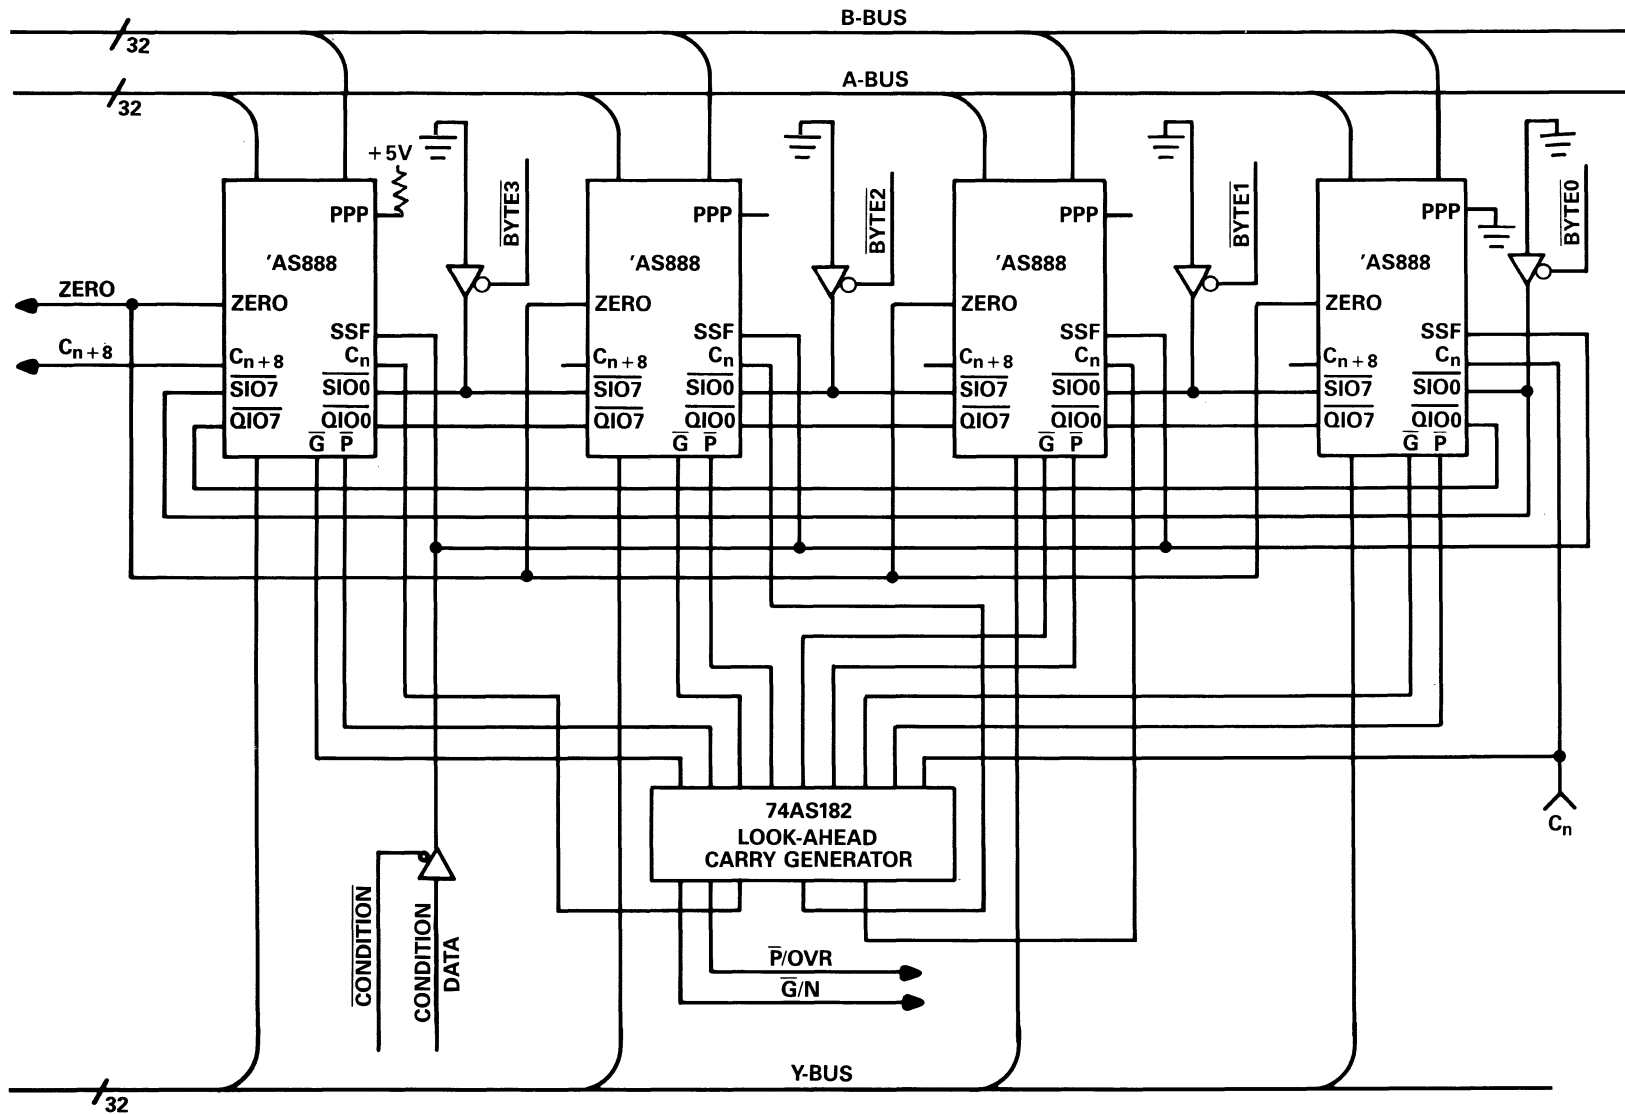 B-BUS
32
A-BUS
32
+5V
PPP
'AS888
ZERO
SSF
Cn+8
Cn
SIO7
SIO0
QIO7
QIO0
G P
BYTE3
PPP
'AS888
ZERO
SSF
Cn+8
Cn
SIO7
SIO0
QIO7
QIO0
G P
BYTE2
PPP
'AS888
ZERO
SSF
Cn+8
Cn
SIO7
SIO0
QIO7
QIO0
G P
BYTE1
PPP
'AS888
ZERO
SSF
Cn+8
Cn
SIO7
SIO0
QIO7
QIO0
G P
BYTE0
ZERO
Cn+8
74AS182
LOOK-AHEAD
CARRY GENERATOR
Cn
CONDITION
CONDITION
DATA
P/OVR
G/N
Y-BUS
32